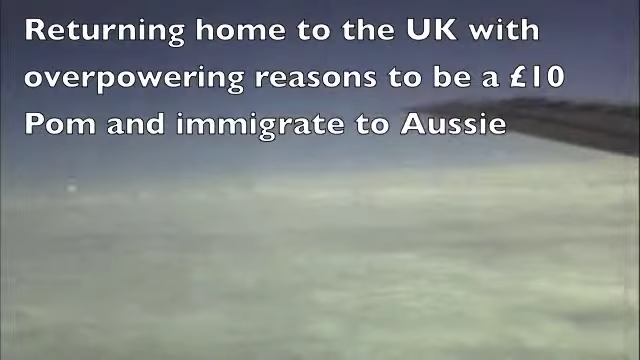 Returning home to the UK with
overpowering reasons to be a £10
Pom and immigrate to Aussie